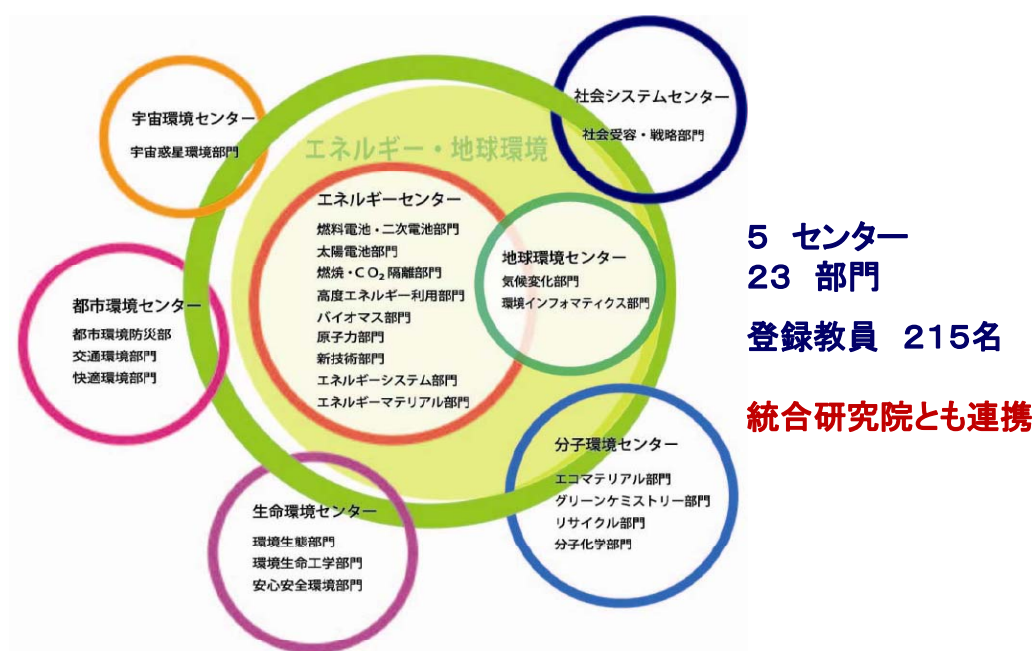 エネルギー・地球環境
宇宙環境センター
宇宙惑星環境部門
社会システムセンター
社会受容・戦略部門
エネルギーセンター
燃料電池・二次電池部門
太陽電池部門
燃焼・CO₂隔離部門
高度エネルギー利用部門
バイオマス部門
原子力部門
新技術部門
エネルギーシステム部門
エネルギーマテリアル部門
地球環境センター
気候変化部門
環境インフォマティクス部門
都市環境センター
都市環境防災部
交通環境部門
快適環境部門
生命環境センター
環境生態部門
環境生命工学部門
安心安全環境部門
分子環境センター
エコマテリアル部門
グリーンケミストリー部門
リサイクル部門
分子化学部門
5 センター
23 部門
登録教員 215名
統合研究院とも連携